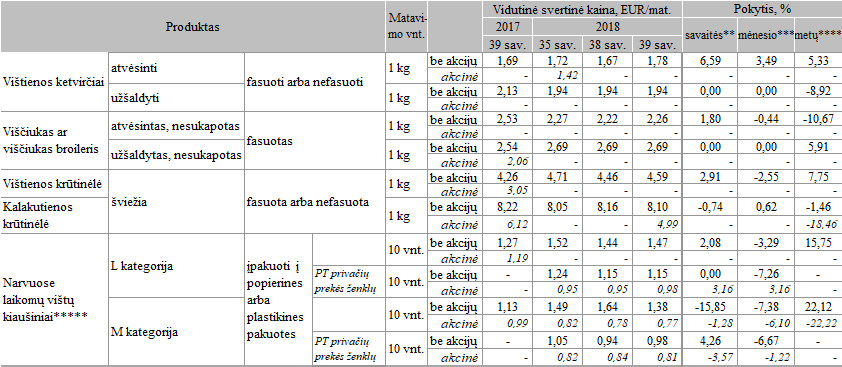 Produktas Matavi- mo vnt. Vidutinė svertinė kaina, EUR/mat. Pokytis, %
2017 2018 savaitės** mėnesio*** metų****
39 sav. 35 sav. 38 sav. 39 sav.
Vištienos ketvirčiai atvėsinti fasuoti arba nefasuoti 1 kg be akcijų 1,69 1,72 1,67 1,78 6,59 3,49 5,33
akcinė - 1,42 - - - - -
užšaldyti 1 kg be akcijų 2,13 1,94 1,94 1,94 0,00 0,00 -8,92
akcinė - - - - - - -
Viščiukas ar viščiukas broileris atvėsintas, nesukapotas fasuotas 1 kg be akcijų 2,53 2,27 2,22 2,26 1,80 -0,44 -10,67
akcinė - - - - - - -
užšaldytas, nesukapotas 1 kg be akcijų 2,54 2,69 2,69 2,69 0,00 0,00 5,91
akcinė 2,06 - - - - - -
Vištienos krūtinėlė šviežia fasuota arba nefasuota 1 kg be akcijų 4,26 4,71 4,46 4,59 2,91 -2,55 7,75
akcinė 3,05 - - - - - -
Kalakutienos krūtinėlė 1 kg be akcijų 8,22 8,05 8,16 8,10 -0,74 0,62 -1,46
akcinė 6,12 - - 4,99 - - -18,46
Narvuose laikomų vištų kiaušiniai***** L kategorija įpakuoti į popierines arba plastikines pakuotes 10 vnt. be akcijų 1,27 1,52 1,44 1,47 2,08 -3,29 15,75
akcinė 1,19 - - - - - -
PT privačių prekės ženklų 10 vnt. be akcijų - 1,24 1,15 1,15 0,00 -7,26 -
akcinė - 0,95 0,95 0,98 3,16 3,16 -
M kategorija 10 vnt. be akcijų 1,13 1,49 1,64 1,38 -15,85 -7,38 22,12
akcinė 0,99 0,82 0,78 0,77 -1,28 -6,10 -22,22
PT privačių prekės ženklų 10 vnt. be akcijų - 1,05 0,94 0,98 4,26 -6,67 -
akcinė - 0,82 0,84 0,81 -3,57 -1,22 -